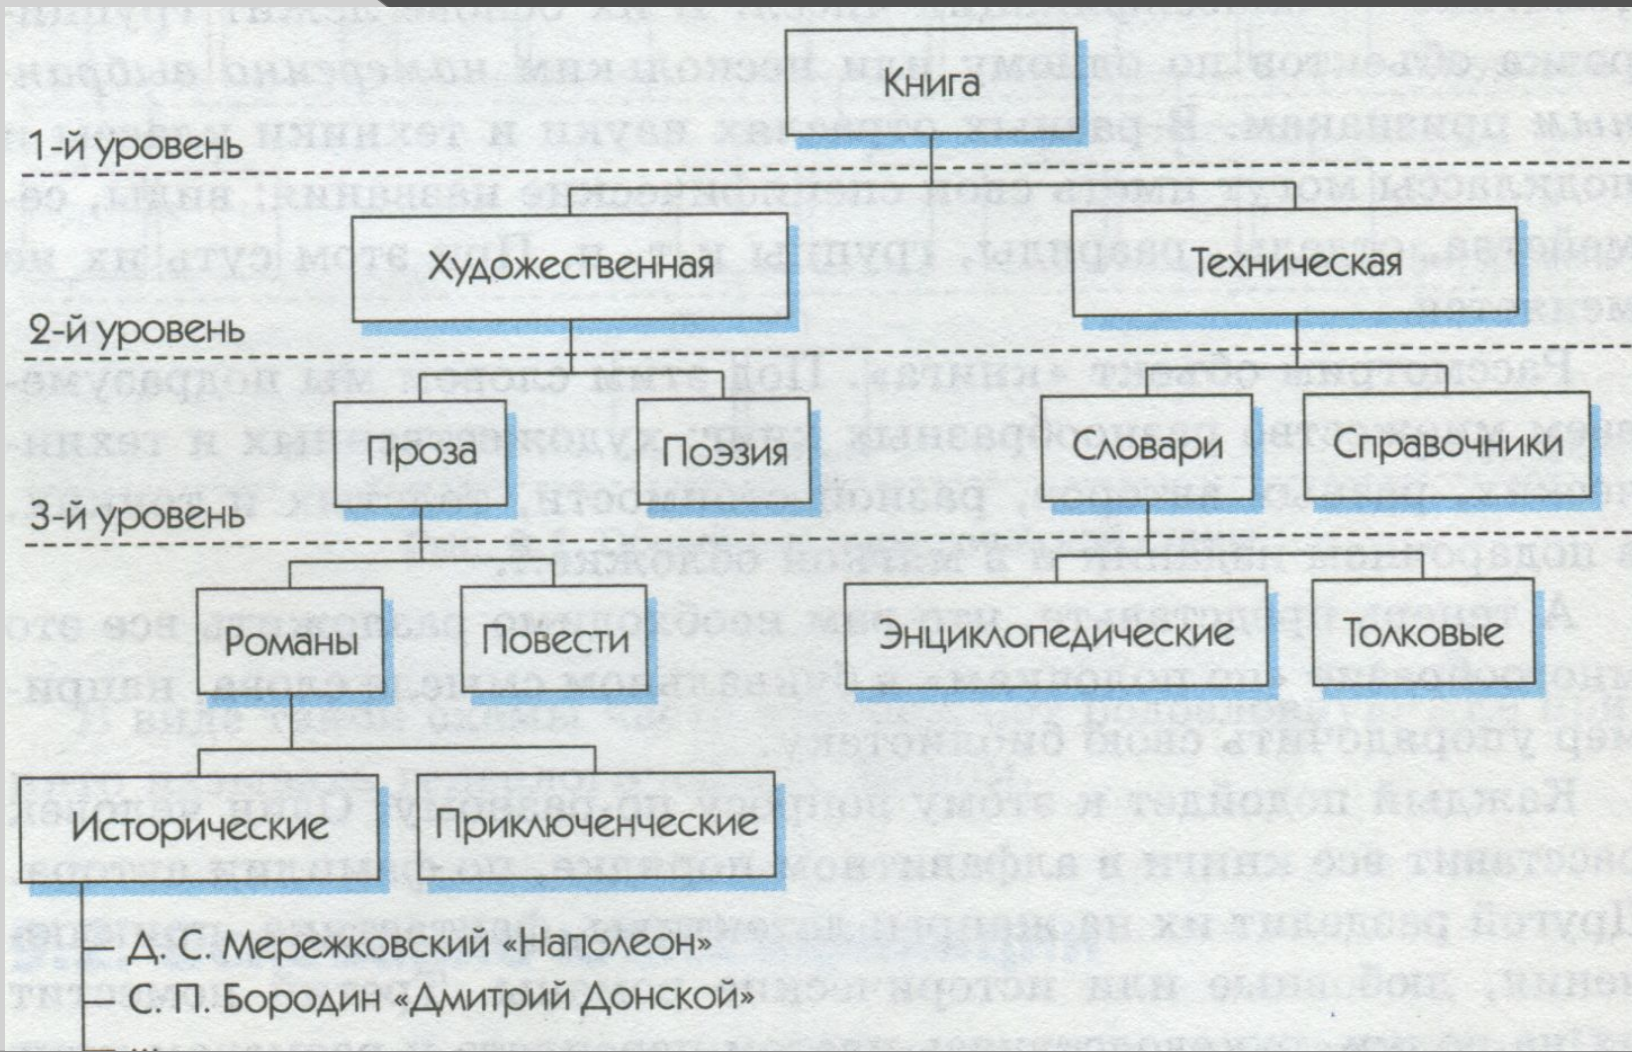 Книга
1-й уровень
Художественная Техническая
2-й уровень
Проза Поэзия Словари Справочники
3-й уровень
Романы Повести Энциклопедические Толковые
Исторические Приключенческие
— Д. С. Мережковский «Наполеон»
— С. П. Бородин «Дмитрий Донской»
— ...